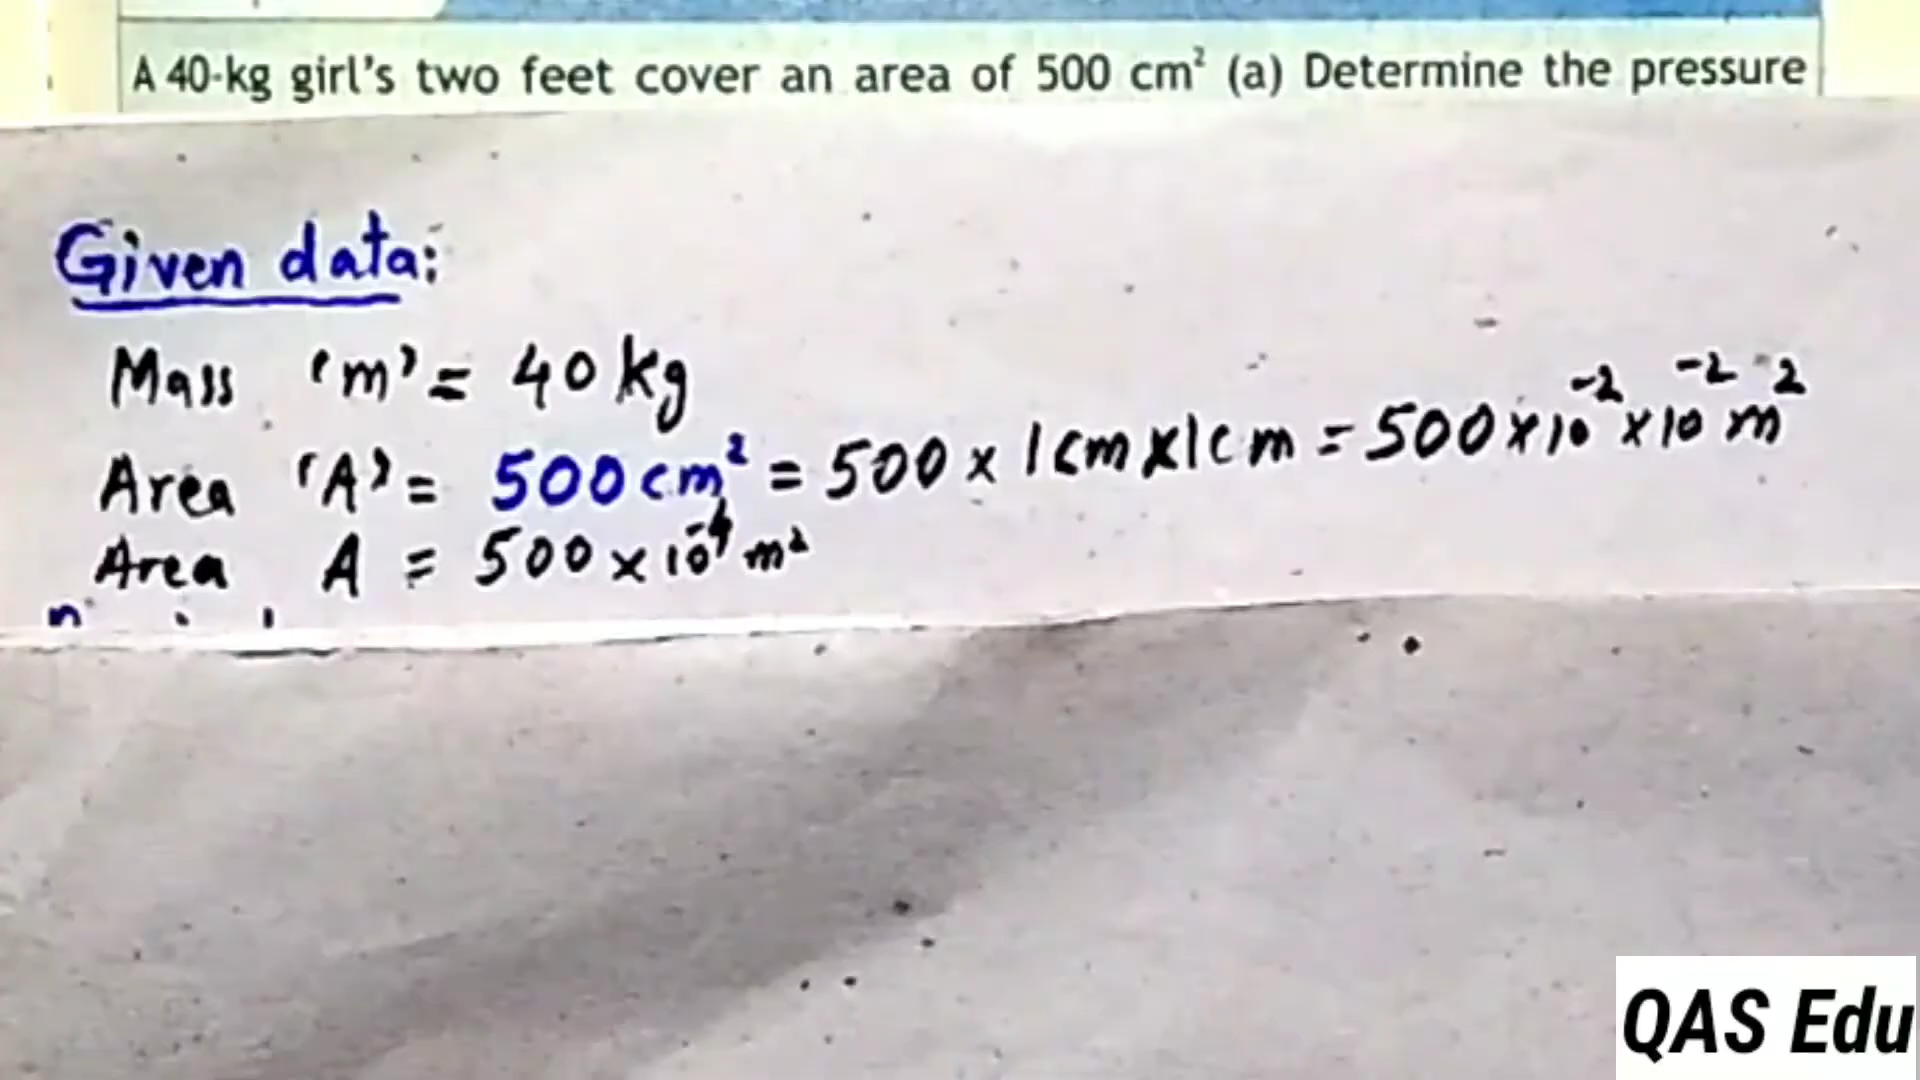 A 40-kg girl's two feet cover an area of 500 cm² (a) Determine the pressure
Given data:
Mass 'm' = 40 kg
Area 'A' = 500 cm² = 500 × 1cm × 1cm = 500 × 10⁻² × 10⁻² m²
Area A = 500 × 10⁻⁴ m²
QAS Edu